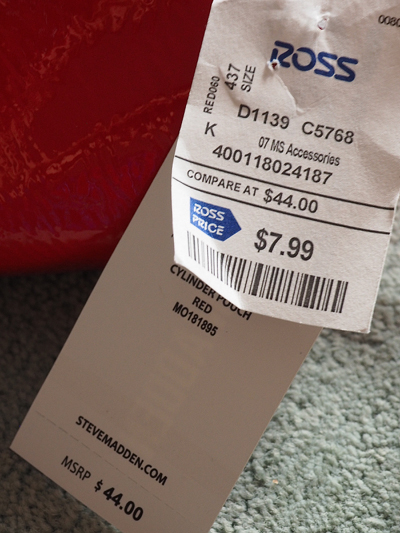 ROSS
RED060
437
SIZE
D1139 C5768
K
07 MS Accessories
400118024187
COMPARE AT $44.00
ROSS
PRICE
$7.99
CYLINDER POUCH
RED
MO181895
STEVEMADDEN.COM
MSRP $44.00